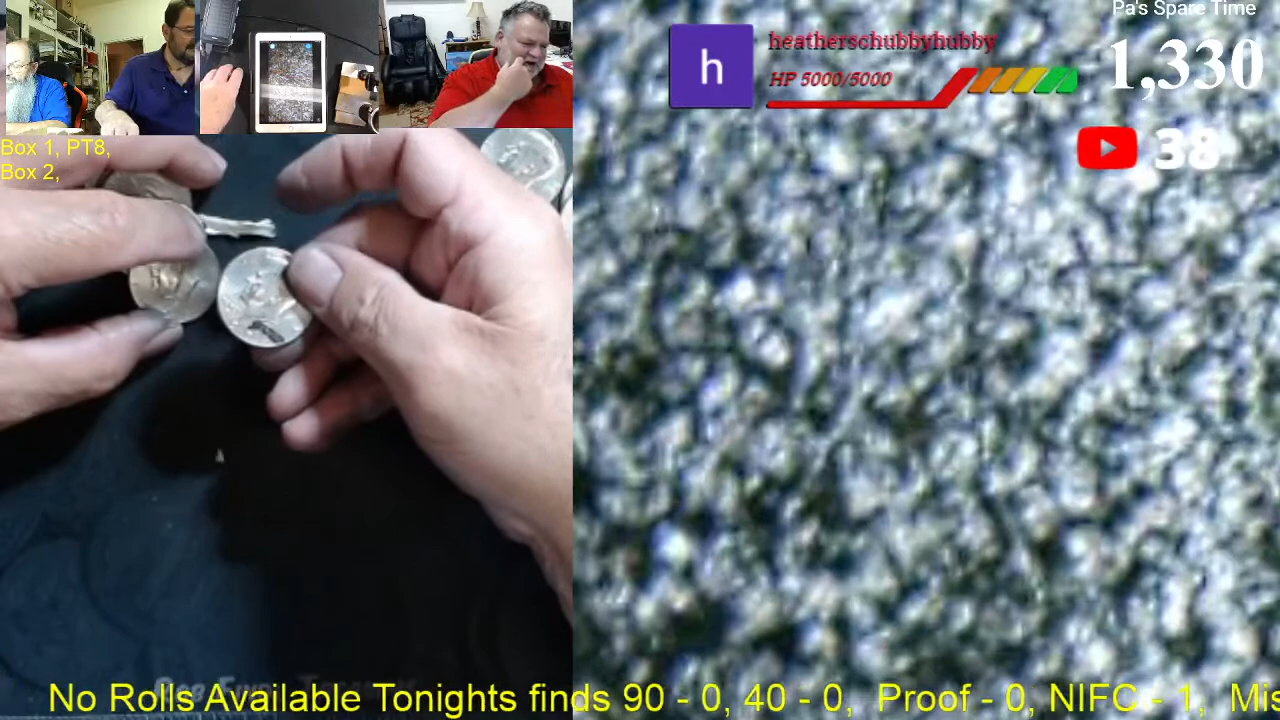 Pa's Spare Time
h
heatherschubbyhubby
1,330
HP 5000/5000
38
Box 1, PT8,
Box 2,
No Rolls Available Tonights finds 90 - 0, 40 - 0, Proof - 0, NIFC - 1, Mis